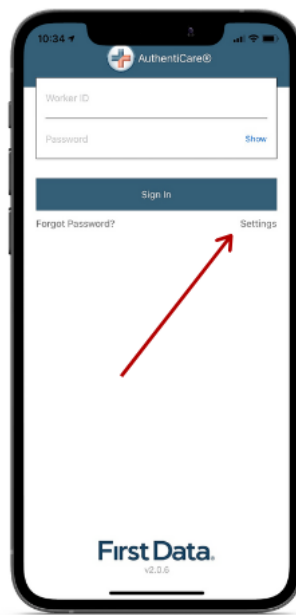 10:34
AuthentiCare®
Worker ID
Password Show
Sign In
Forgot Password? Settings
First Data.
v2.0.6